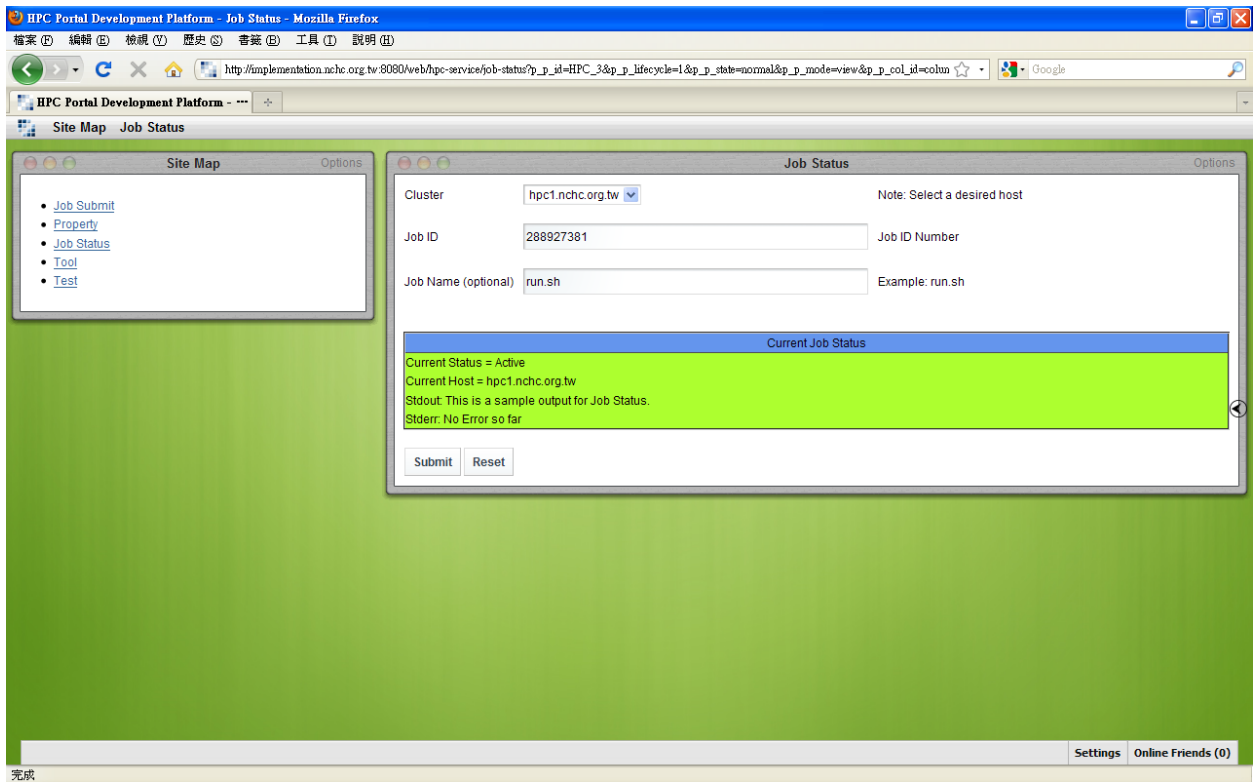 HPC Portal Development Platform - Job Status - Mozilla Firefox
檔案(F) 編輯(E) 檢視(V) 歷史(S) 書籤(B) 工具(T) 說明(H)
http://implementation.nchc.org.tw:8080/web/hpc-service/job-status?p_p_id=HPC_3&p_p_lifecycle=1&p_p_state=normal&p_p_mode=view&p_p_col_id=colum Google
HPC Portal Development Platform - ...
Site Map Job Status
Site Map Options
Job Submit
Property
Job Status
Tool
Test
Job Status Options
Cluster hpc1.nchc.org.tw Note: Select a desired host
Job ID 288927381 Job ID Number
Job Name (optional) run.sh Example: run.sh
Current Job Status
Current Status = Active
Current Host = hpc1.nchc.org.tw
Stdout: This is a sample output for Job Status.
Stderr: No Error so far
Submit Reset
Settings Online Friends (0)
完成